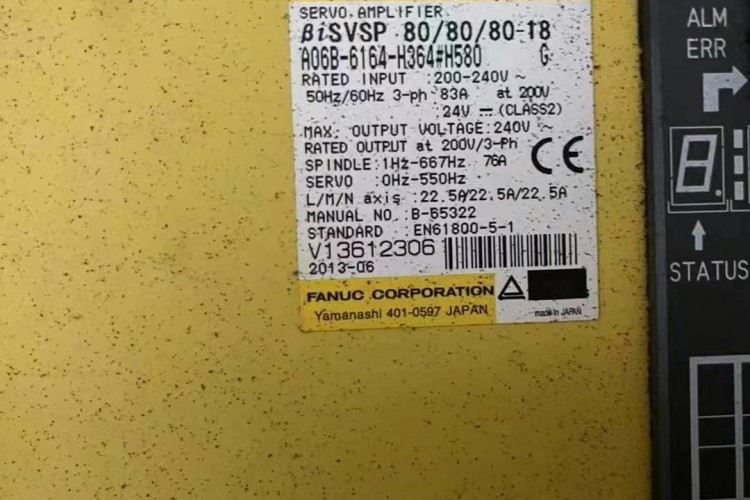 SERVO AMPLIFIER
βiSVSP 80/80/80-18
A06B-6164-H364#H580 G
RATED INPUT :200-240V ~
50Hz/60Hz 3-ph 83A at 200V
24V ⎓ (CLASS2)
MAX. OUTPUT VOLTAGE:240V ~
RATED OUTPUT at 200V/3-Ph
SPINDLE:1Hz-667Hz 76A
CE
SERVO :0Hz-550Hz
L/M/N axis :22.5A/22.5A/22.5A
MANUAL NO.:B-65322
STANDARD :EN61800-5-1
V13612306
2013-06
FANUC CORPORATION
Yamanashi 401-0597 JAPAN
made in JAPAN
ALM
ERR
8.
STATUS